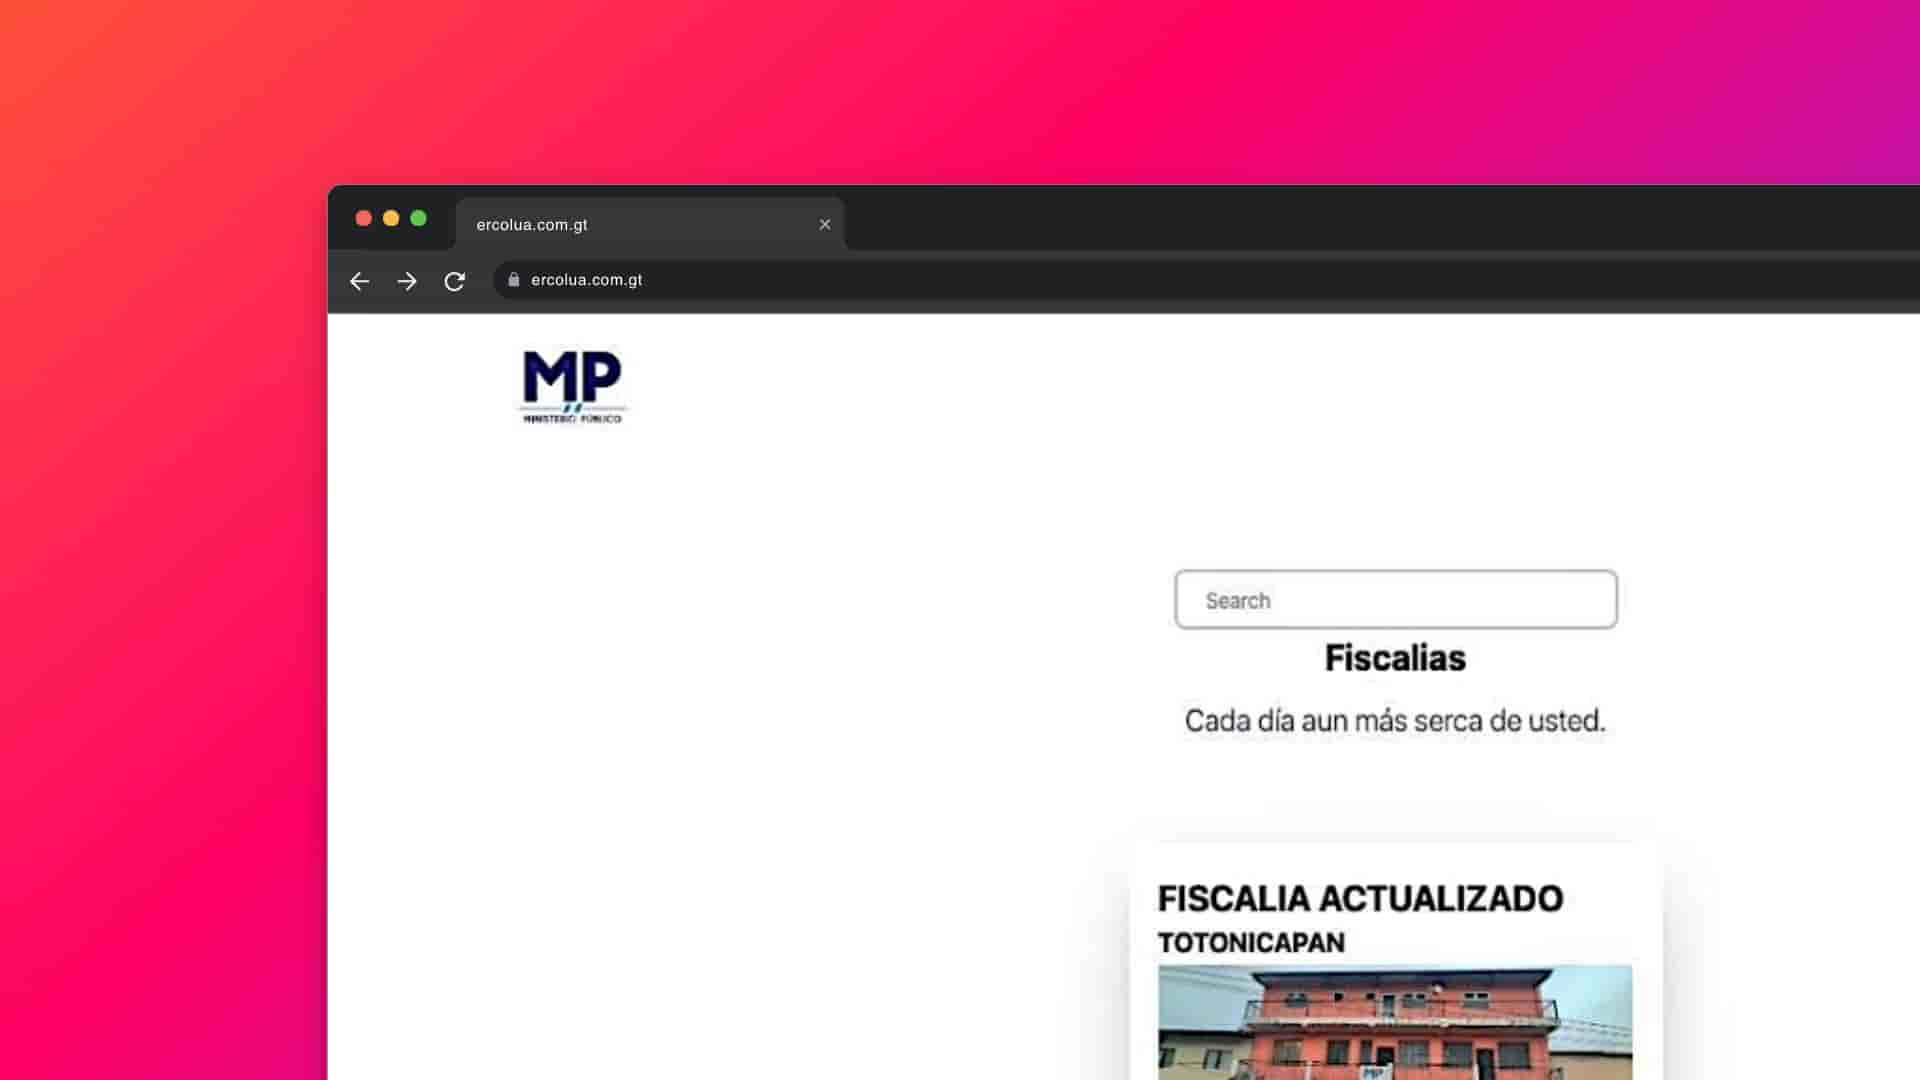 ercolua.com.gt
ercolua.com.gt
MP
MINISTERIO PÚBLICO
Search
Fiscalias
Cada día aun más serca de usted.
FISCALIA ACTUALIZADO
TOTONICAPAN
MP